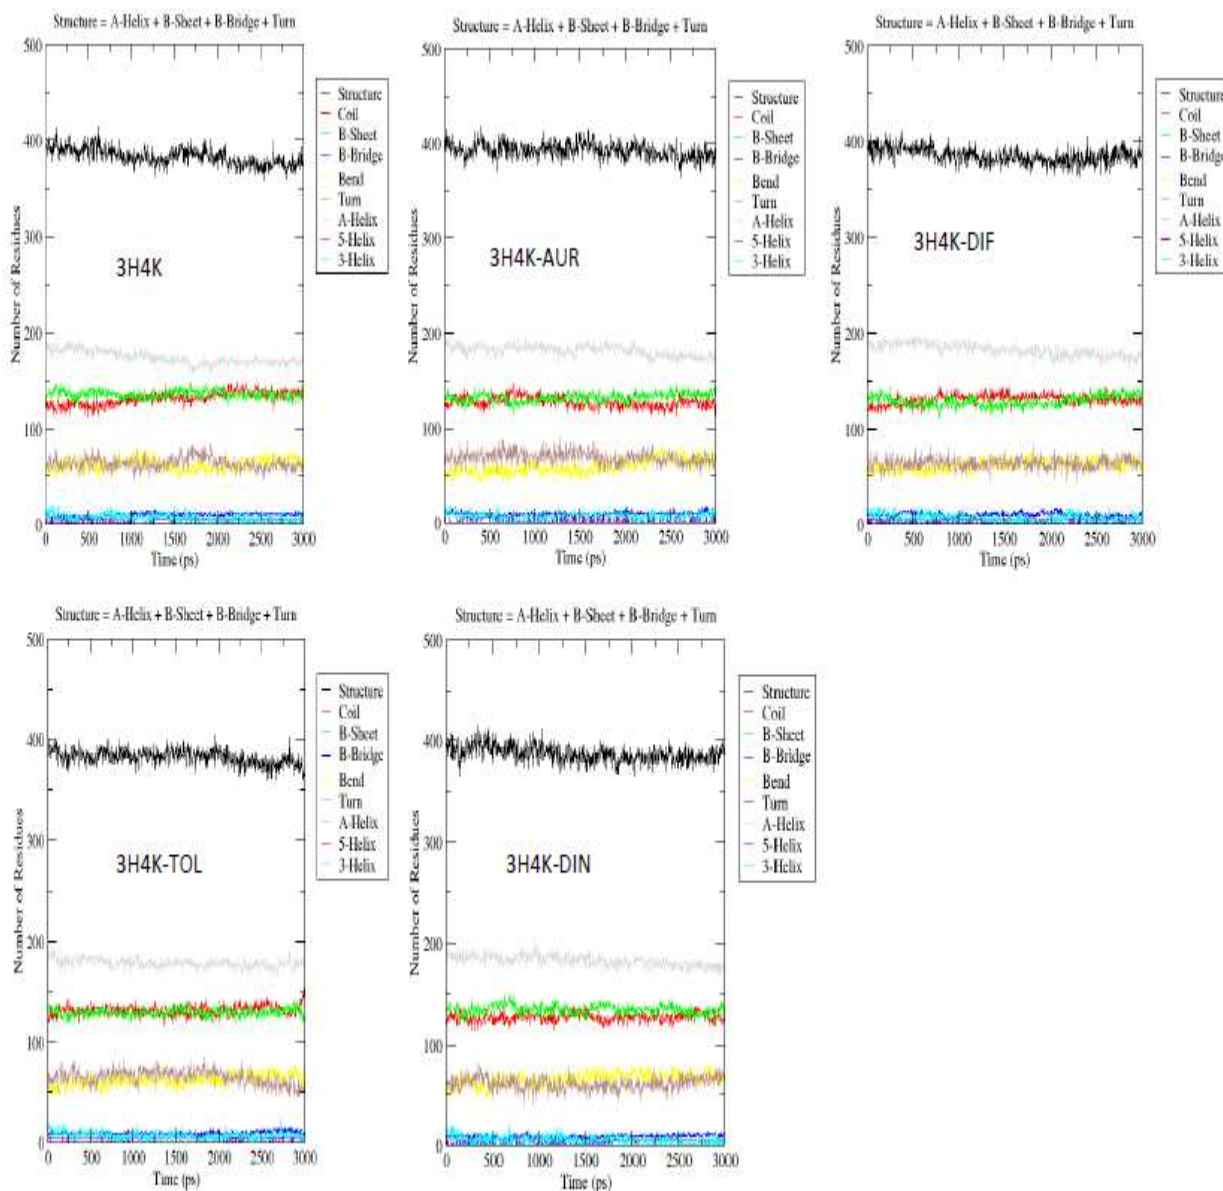 Structure = A-Helix + B-Sheet + B-Bridge + Turn
500
400
300
200
100
0
Number of Residues
3H4K
0 500 1000 1500 2000 2500 3000
Time (ps)
Structure
Coil
B-Sheet
B-Bridge
Bend
Turn
A-Helix
5-Helix
3-Helix
Structure = A-Helix + B-Sheet + B-Bridge + Turn
500
400
300
200
100
0
Number of Residues
3H4K-AUR
0 500 1000 1500 2000 2500 3000
Time (ps)
Structure
Coil
B-Sheet
B-Bridge
Bend
Turn
A-Helix
5-Helix
3-Helix
Structure = A-Helix + B-Sheet + B-Bridge + Turn
500
400
300
200
100
0
Number of Residues
3H4K-DIF
0 500 1000 1500 2000 2500 3000
Time (ps)
Structure
Coil
B-Sheet
B-Bridge
Bend
Turn
A-Helix
5-Helix
3-Helix
Structure = A-Helix + B-Sheet + B-Bridge + Turn
500
400
300
200
100
0
Number of Residues
3H4K-TOL
0 500 1000 1500 2000 2500 3000
Time (ps)
Structure
Coil
B-Sheet
B-Bridge
Bend
Turn
A-Helix
5-Helix
3-Helix
Structure = A-Helix + B-Sheet + B-Bridge + Turn
500
400
300
200
100
0
Number of Residues
3H4K-DIN
0 500 1000 1500 2000 2500 3000
Time (ps)
Structure
Coil
B-Sheet
B-Bridge
Bend
Turn
A-Helix
5-Helix
3-Helix